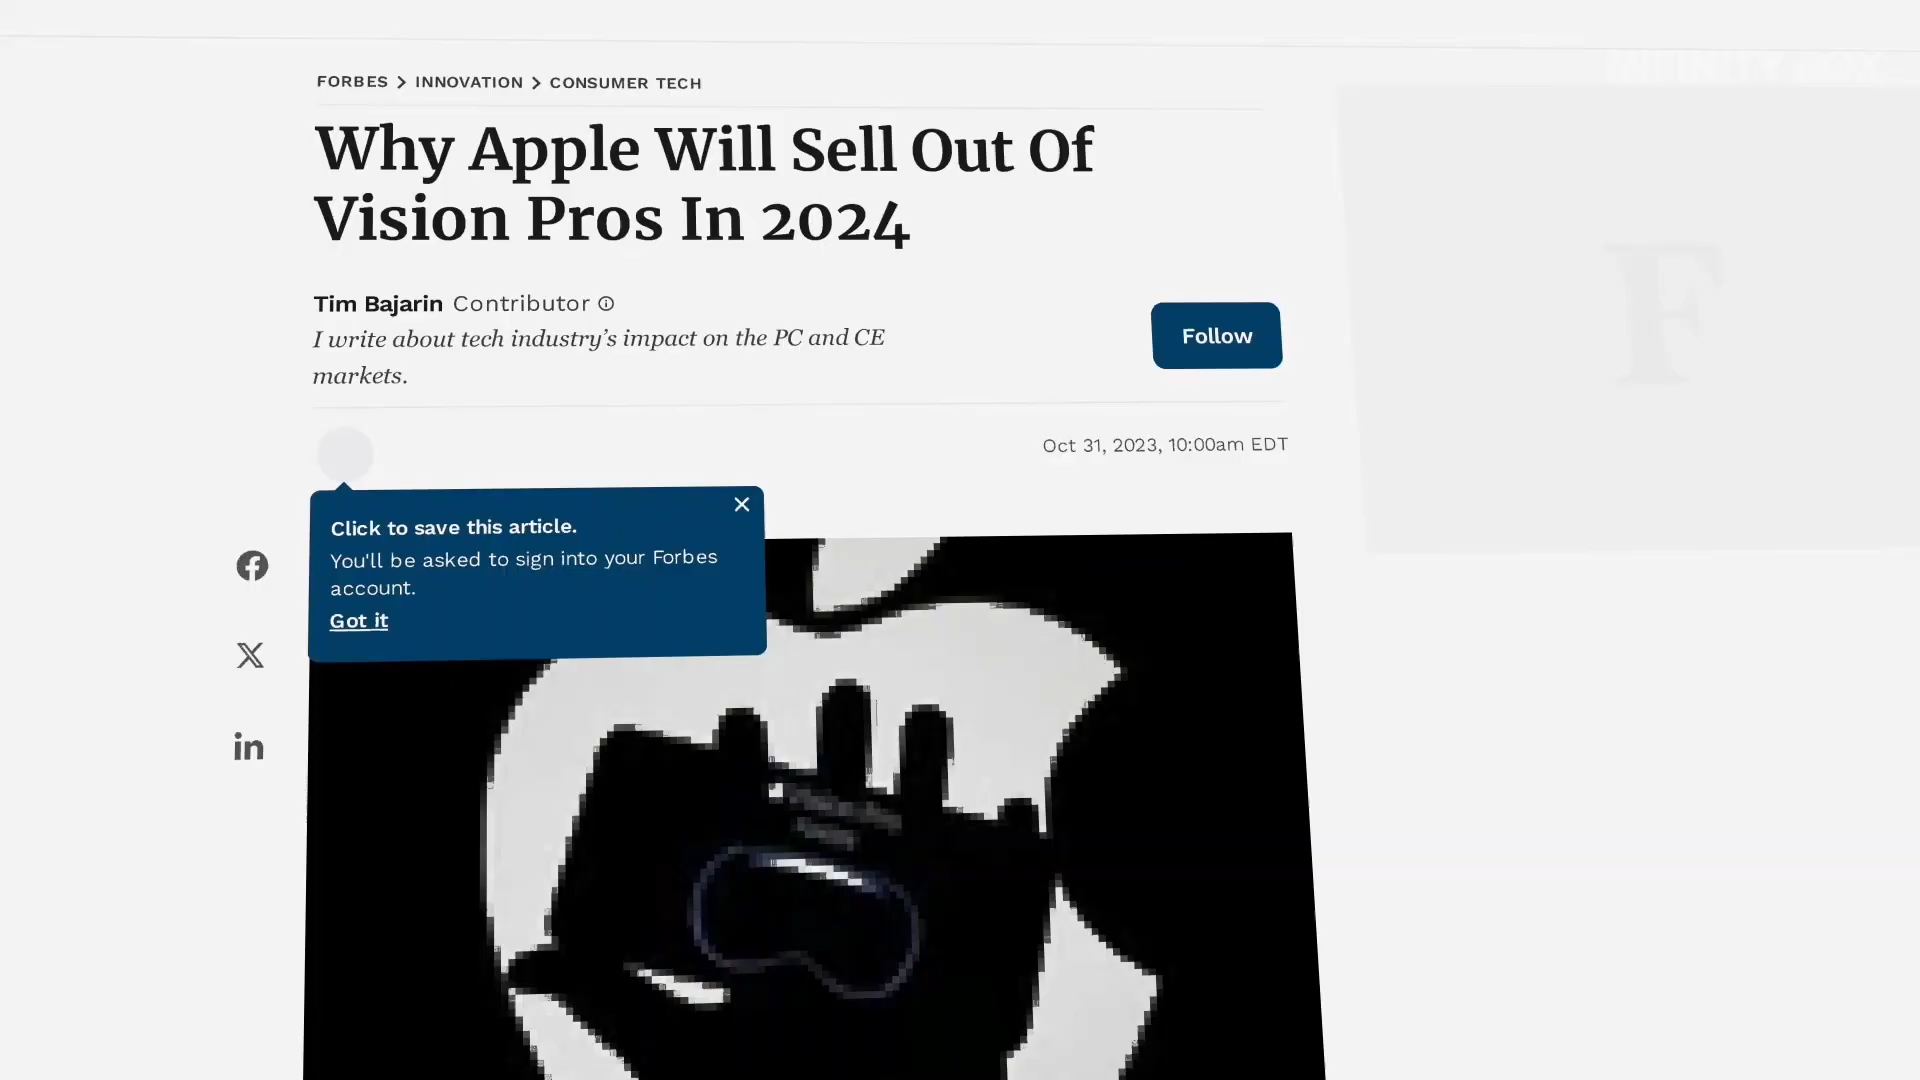 FORBES > INNOVATION > CONSUMER TECH
Why Apple Will Sell Out Of
Vision Pros In 2024
Tim Bajarin Contributor
I write about tech industry’s impact on the PC and CE
markets.
Follow
Oct 31, 2023, 10:00am EDT
Click to save this article.
You'll be asked to sign into your Forbes
account.
Got it
F